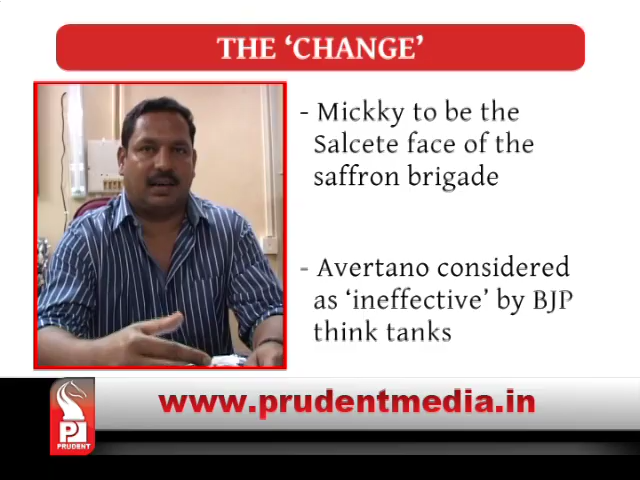 THE ‘CHANGE’
- Mickky to be the
Salcete face of the
saffron brigade
- Avertano considered
as ‘ineffective’ by BJP
think tanks
www.prudentmedia.in
P
PRUDENT